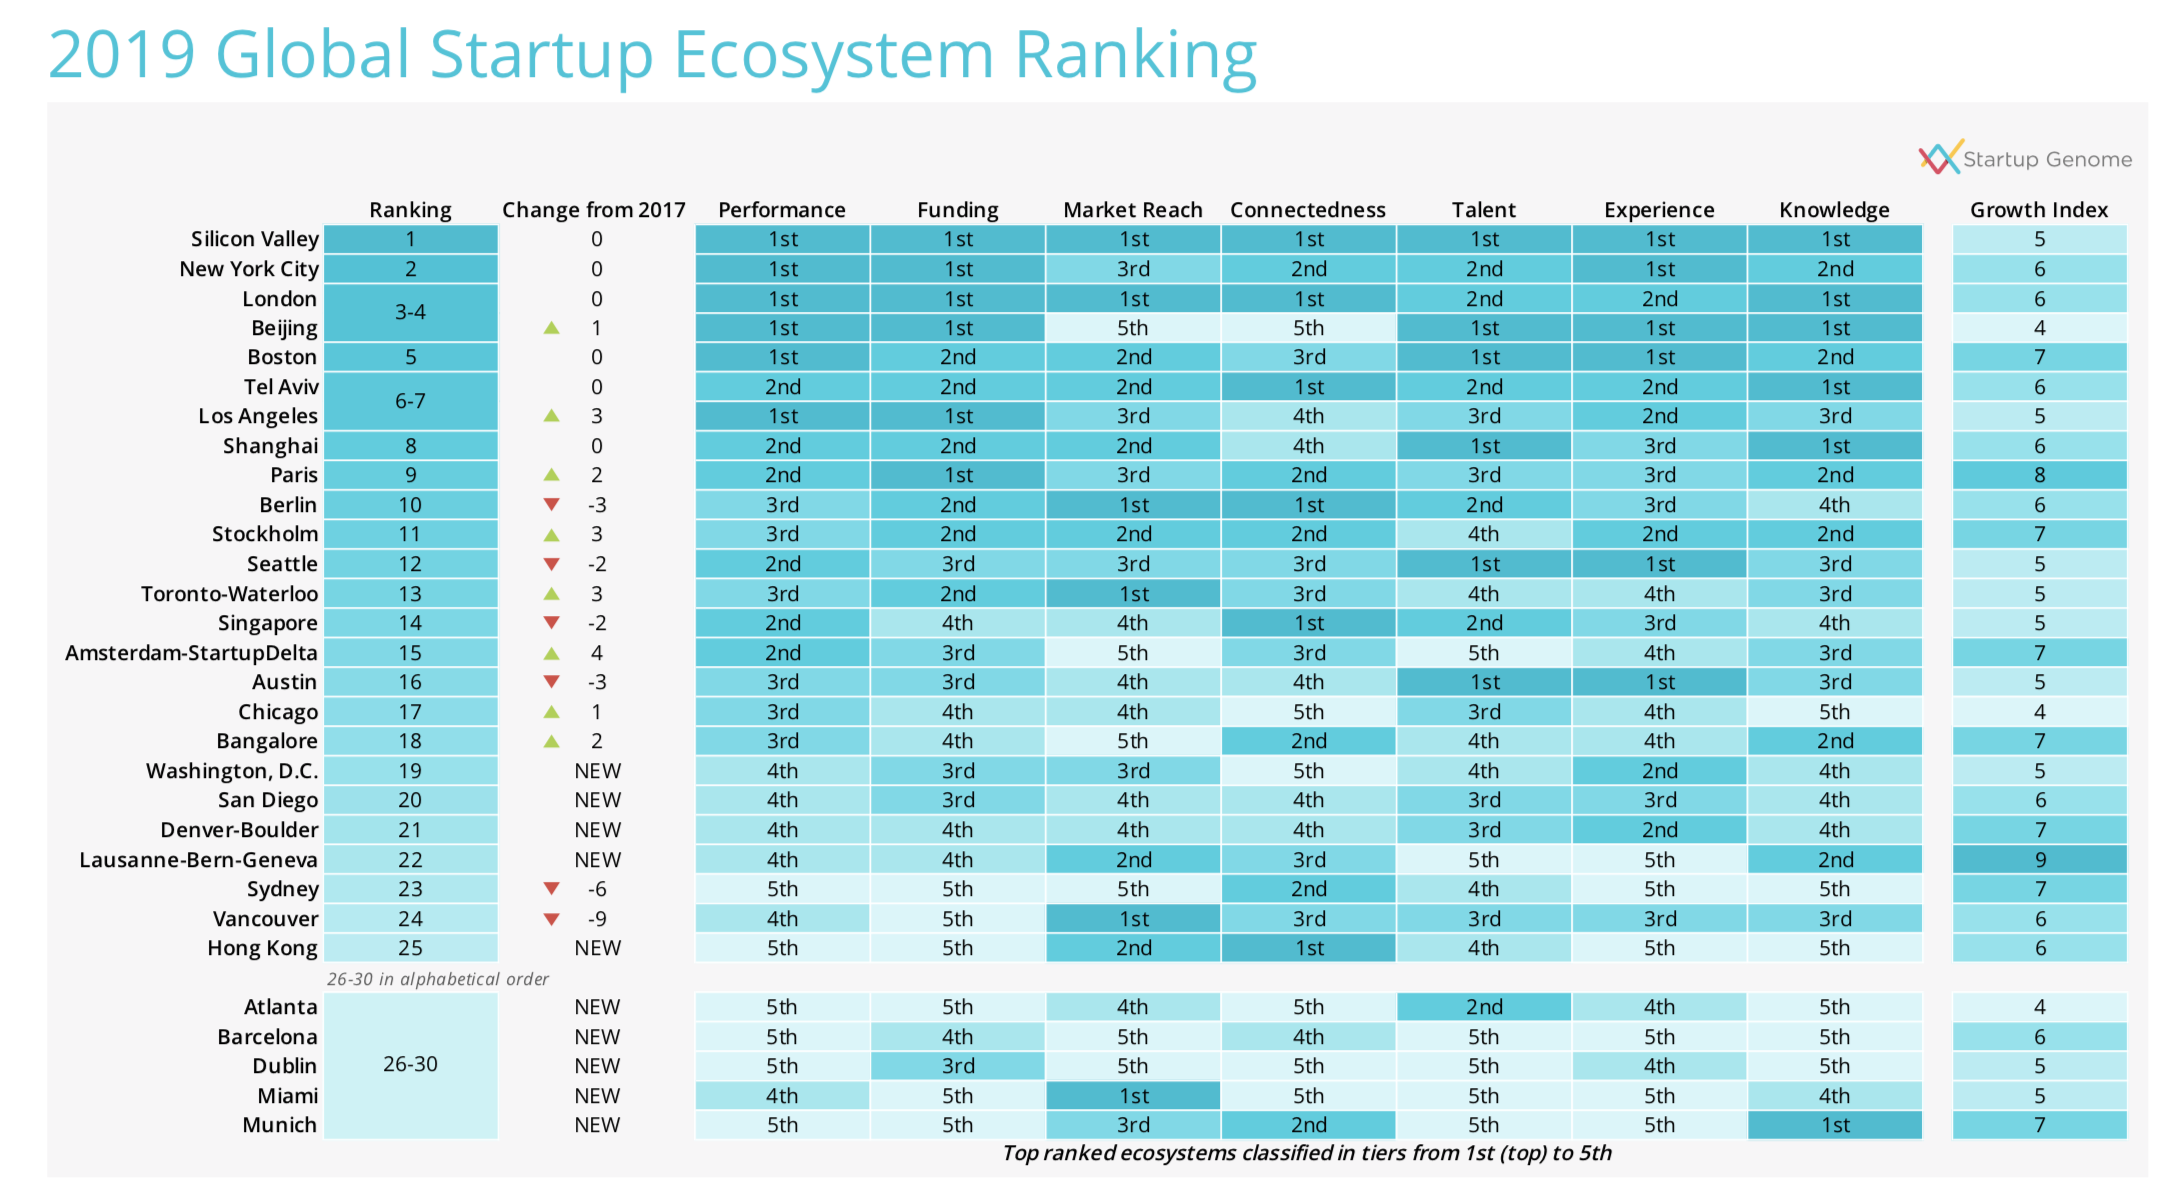 2019 Global Startup Ecosystem Ranking
Startup Genome
Ranking Change from 2017 Performance Funding Market Reach Connectedness Talent Experience Knowledge Growth Index
Silicon Valley 1 0 1st 1st 1st 1st 1st 1st 1st 5
New York City 2 0 1st 1st 3rd 2nd 2nd 1st 2nd 6
London 3-4 0 1st 1st 1st 1st 2nd 2nd 1st 6
Beijing 1 1st 1st 5th 5th 1st 1st 1st 4
Boston 5 0 1st 2nd 2nd 3rd 1st 1st 2nd 7
Tel Aviv 6-7 0 2nd 2nd 2nd 1st 2nd 2nd 1st 6
Los Angeles 3 1st 1st 3rd 4th 3rd 2nd 3rd 5
Shanghai 8 0 2nd 2nd 2nd 4th 1st 3rd 1st 6
Paris 9 2 2nd 1st 3rd 2nd 3rd 3rd 2nd 8
Berlin 10 -3 3rd 2nd 1st 1st 2nd 3rd 4th 6
Stockholm 11 3 3rd 2nd 2nd 2nd 4th 2nd 2nd 7
Seattle 12 -2 2nd 3rd 3rd 3rd 1st 1st 3rd 5
Toronto-Waterloo 13 3 3rd 2nd 1st 3rd 4th 4th 3rd 5
Singapore 14 -2 2nd 4th 4th 1st 2nd 3rd 4th 5
Amsterdam-StartupDelta 15 4 2nd 3rd 5th 3rd 5th 4th 3rd 7
Austin 16 -3 3rd 3rd 4th 4th 1st 1st 3rd 5
Chicago 17 1 3rd 4th 4th 5th 3rd 4th 5th 4
Bangalore 18 2 3rd 4th 5th 2nd 4th 4th 2nd 7
Washington, D.C. 19 NEW 4th 3rd 3rd 5th 4th 2nd 4th 5
San Diego 20 NEW 4th 3rd 4th 4th 3rd 3rd 4th 6
Denver-Boulder 21 NEW 4th 4th 4th 4th 3rd 2nd 4th 7
Lausanne-Bern-Geneva 22 NEW 4th 4th 2nd 3rd 5th 5th 2nd 9
Sydney 23 -6 5th 5th 5th 2nd 4th 5th 5th 7
Vancouver 24 -9 4th 5th 1st 3rd 3rd 3rd 3rd 6
Hong Kong 25 NEW 5th 5th 2nd 1st 4th 5th 5th 6
26-30 in alphabetical order
Atlanta NEW 5th 5th 4th 5th 2nd 4th 5th 4
Barcelona NEW 5th 4th 5th 4th 5th 5th 5th 6
Dublin 26-30 NEW 5th 3rd 5th 5th 5th 4th 5th 5
Miami NEW 4th 5th 1st 5th 5th 5th 4th 5
Munich NEW 5th 5th 3rd 2nd 5th 5th 1st 7
Top ranked ecosystems classified in tiers from 1st (top) to 5th